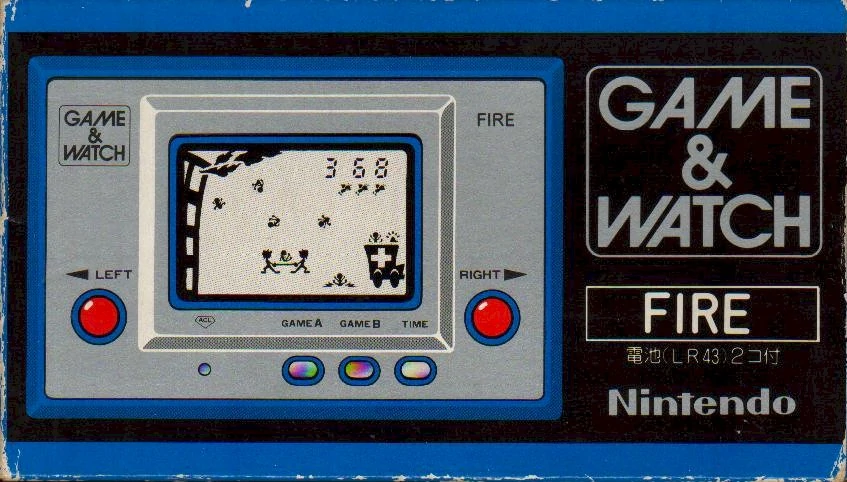 GAME
&
WATCH
FIRE
368
◀ LEFT
RIGHT ▶
ACL
GAME A GAME B TIME
GAME
&
WATCH
FIRE
電池(LR43)2コ付
Nintendo